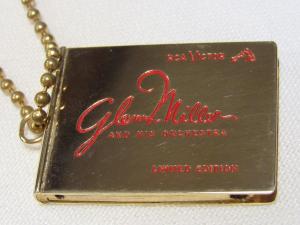 RCA VICTOR
Glenn Miller
AND HIS ORCHESTRA
LIMITED EDITION